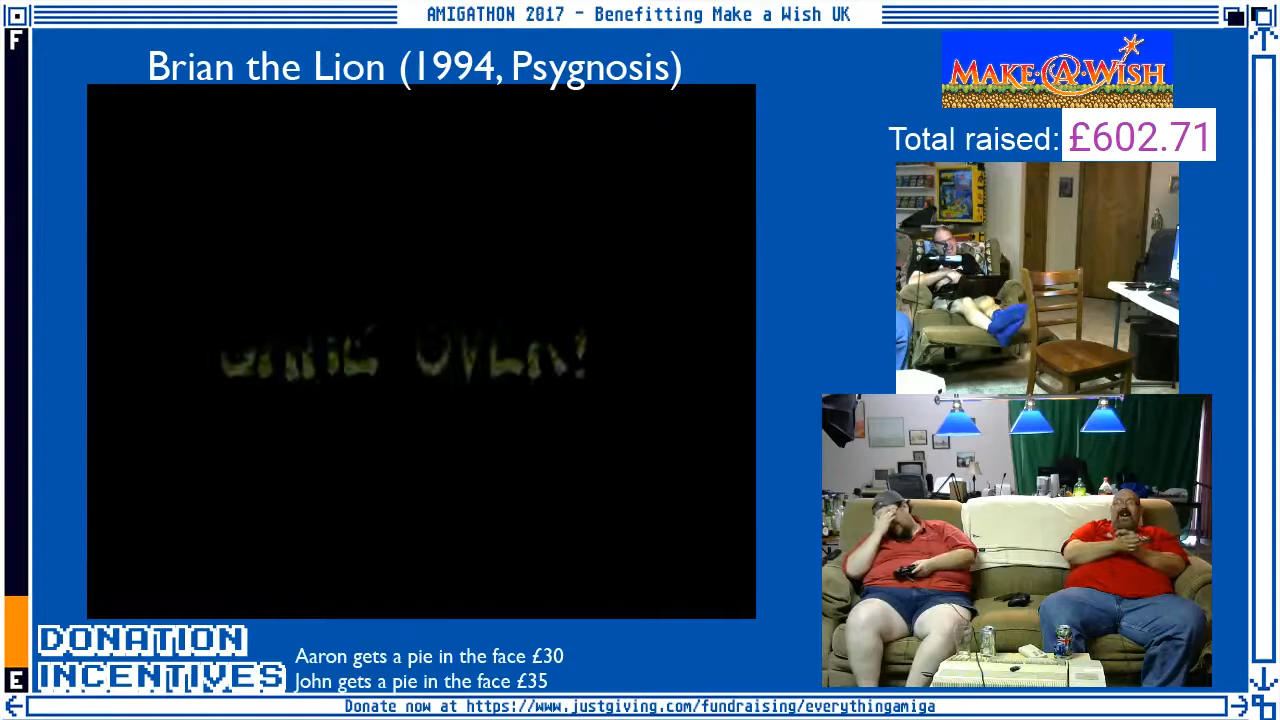 AMIGATHON 2017 - Benefitting Make a Wish UK
F
Brian the Lion (1994, Psygnosis)
MAKE-A-WISH
Total raised: £602.71
OVER!
DONATION
INCENTIVES
Aaron gets a pie in the face £30
John gets a pie in the face £35
E
Donate now at https://www.justgiving.com/fundraising/everythingamiga